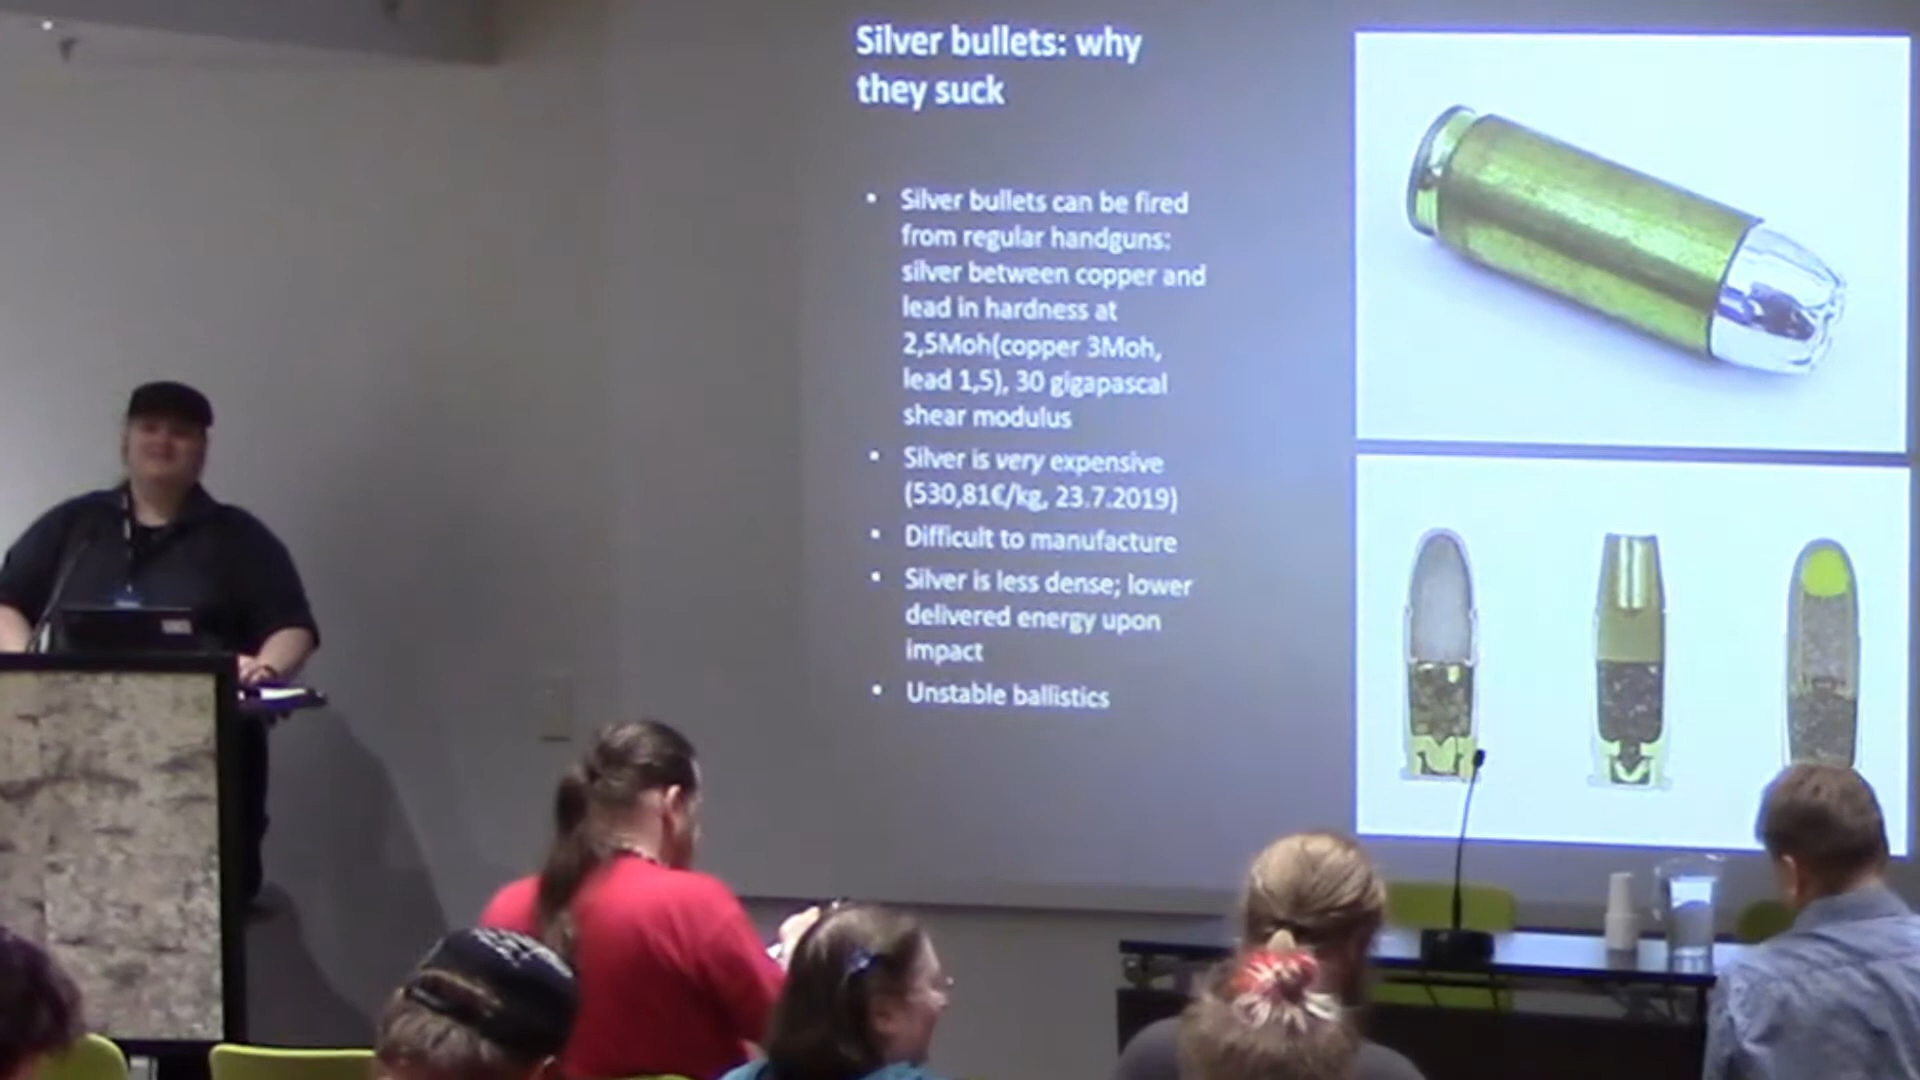 Silver bullets: why
they suck
• Silver bullets can be fired
from regular handguns:
silver between copper and
lead in hardness at
2,5Moh(copper 3Moh,
lead 1,5), 30 gigapascal
shear modulus
• Silver is very expensive
(530,81€/kg, 23.7.2019)
• Difficult to manufacture
• Silver is less dense; lower
delivered energy upon
impact
• Unstable ballistics